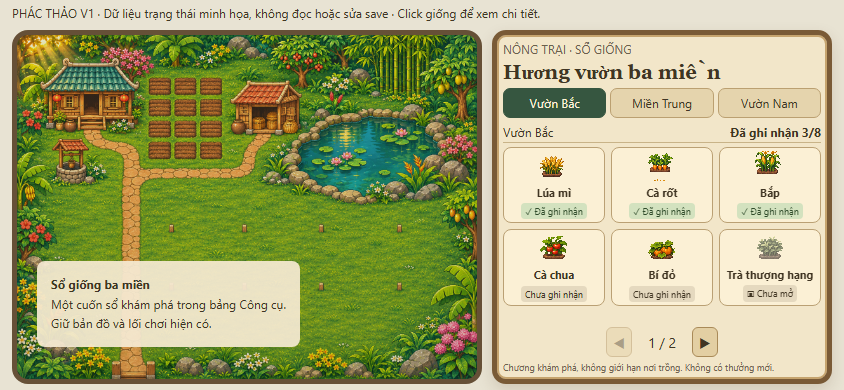 PHÁC THẢO V1 · Dữ liệu trạng thái minh họa, không đọc hoặc sửa save · Click giống để xem chi tiết.
Sổ giống ba miền
Một cuốn sổ khám phá trong bảng Công cụ.
Giữ bản đồ và lối chơi hiện có.
NÔNG TRẠI · SỔ GIỐNG
Hương vườn ba miền
Vườn Bắc
Miền Trung
Vườn Nam
Vườn Bắc
Đã ghi nhận 3/8
Lúa mì
✓ Đã ghi nhận
Cà rốt
✓ Đã ghi nhận
Bắp
✓ Đã ghi nhận
Cà chua
Chưa ghi nhận
Bí đỏ
Chưa ghi nhận
Trà thượng hạng
▣ Chưa mở
◀ 1 / 2 ▶
Chương khám phá, không giới hạn nơi trồng. Không có thưởng mới.